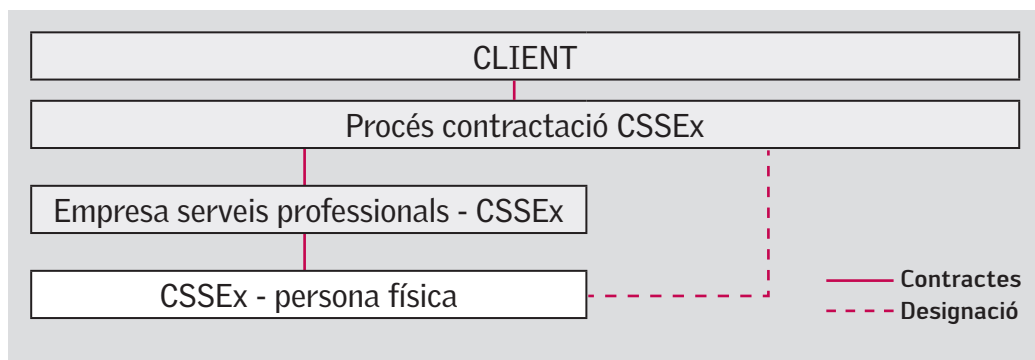 CLIENT
Procés contractació CSSEx
Empresa serveis professionals - CSSEx
CSSEx - persona física
Contractes
Designació